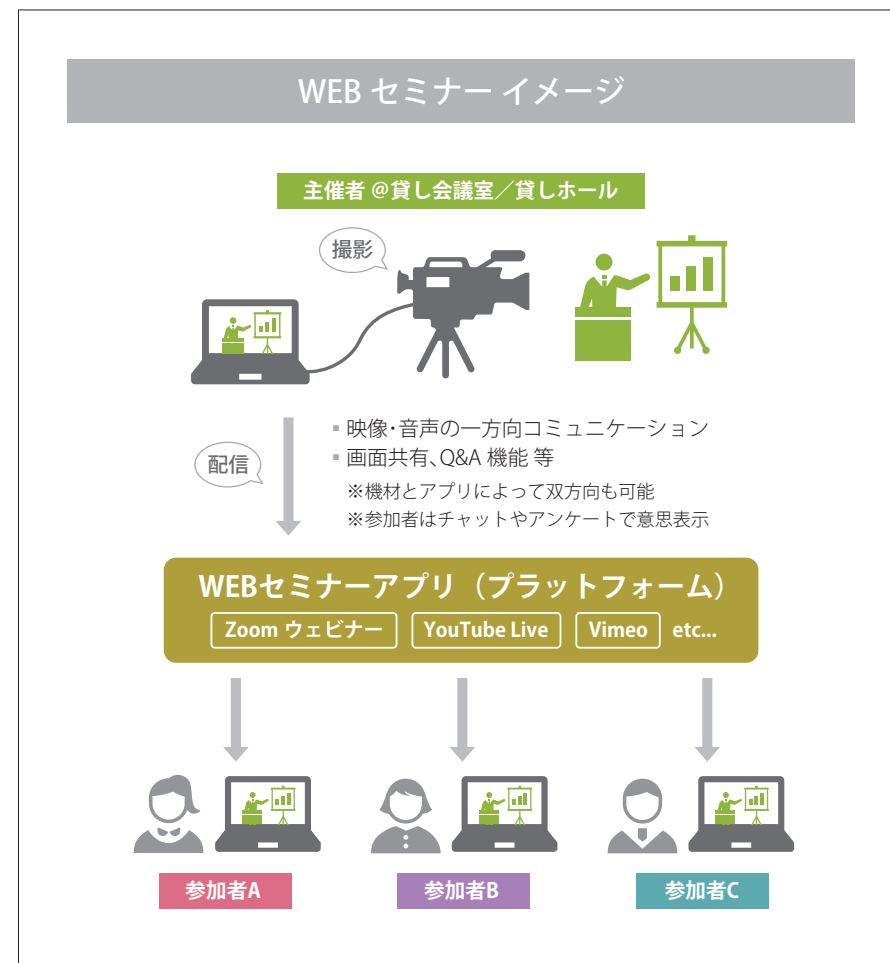 WEB セミナー イメージ
主催者 @貸し会議室／貸しホール
撮影
配信
▪ 映像・音声の一方向コミュニケーション
▪ 画面共有、Q&A 機能 等
※機材とアプリによって双方向も可能
※参加者はチャットやアンケートで意思表示
WEBセミナーアプリ（プラットフォーム）
Zoom ウェビナー YouTube Live Vimeo etc...
参加者A 参加者B 参加者C